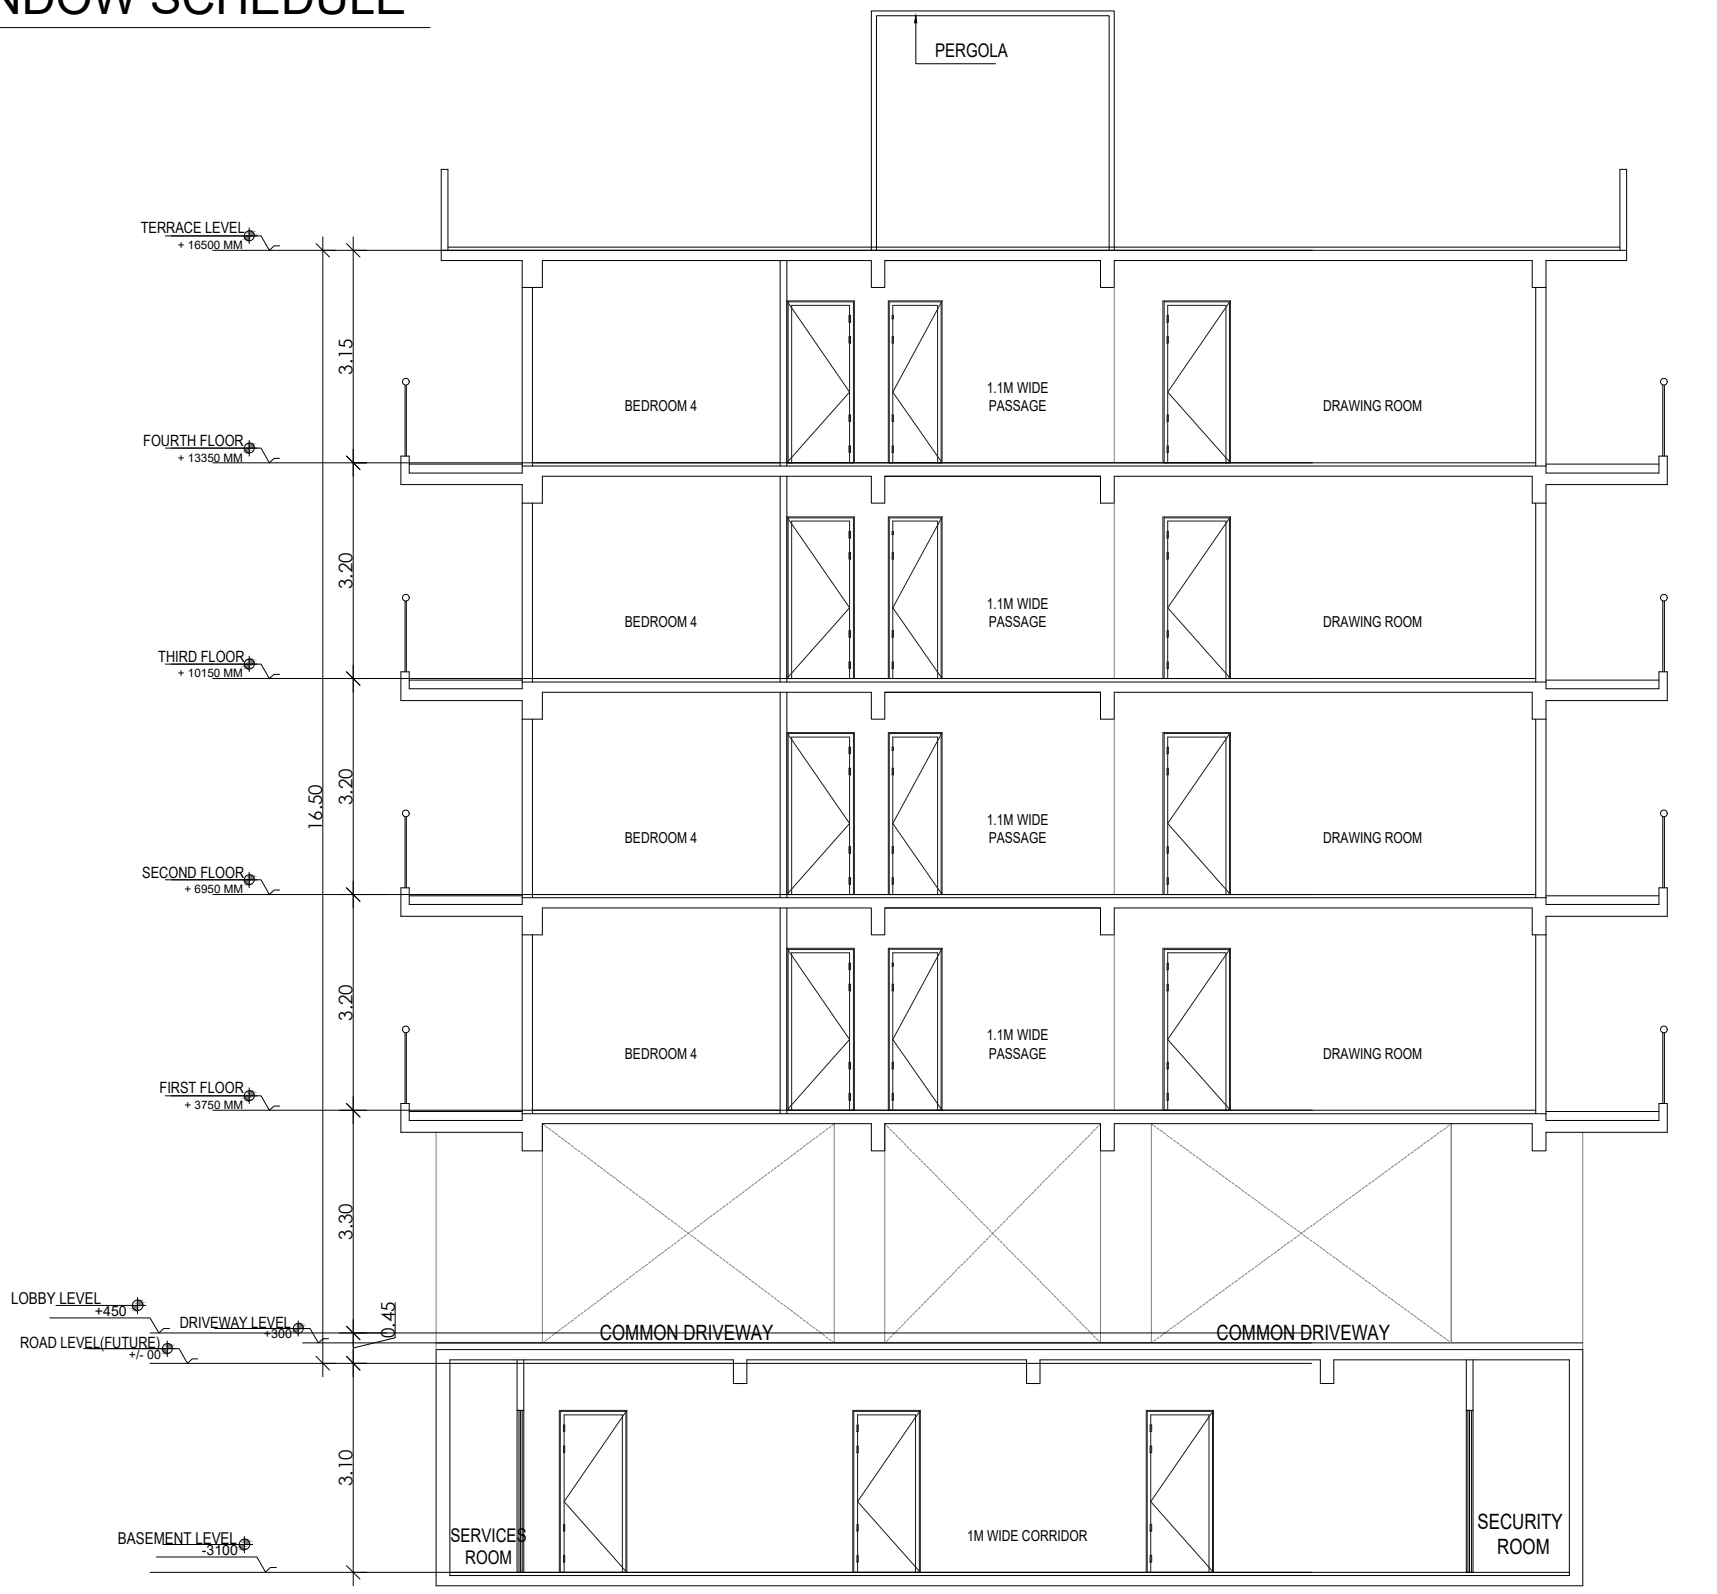 NDOW SCHEDULE
PERGOLA
TERRACE LEVEL
+ 16500 MM
3.15
1.1M WIDE
PASSAGE
BEDROOM 4
DRAWING ROOM
FOURTH FLOOR
+ 13350 MM
3.20
1.1M WIDE
PASSAGE
BEDROOM 4
DRAWING ROOM
THIRD FLOOR
+ 10150 MM
16.50
3.20
1.1M WIDE
PASSAGE
BEDROOM 4
DRAWING ROOM
SECOND FLOOR
+ 6950 MM
3.20
1.1M WIDE
PASSAGE
BEDROOM 4
DRAWING ROOM
FIRST FLOOR
+ 3750 MM
3.30
LOBBY LEVEL
+450
0.45
DRIVEWAY LEVEL
+300
COMMON DRIVEWAY
COMMON DRIVEWAY
ROAD LEVEL(FUTURE)
+/- 00
3.10
BASEMENT LEVEL
-3100
SERVICES
ROOM
1M WIDE CORRIDOR
SECURITY
ROOM